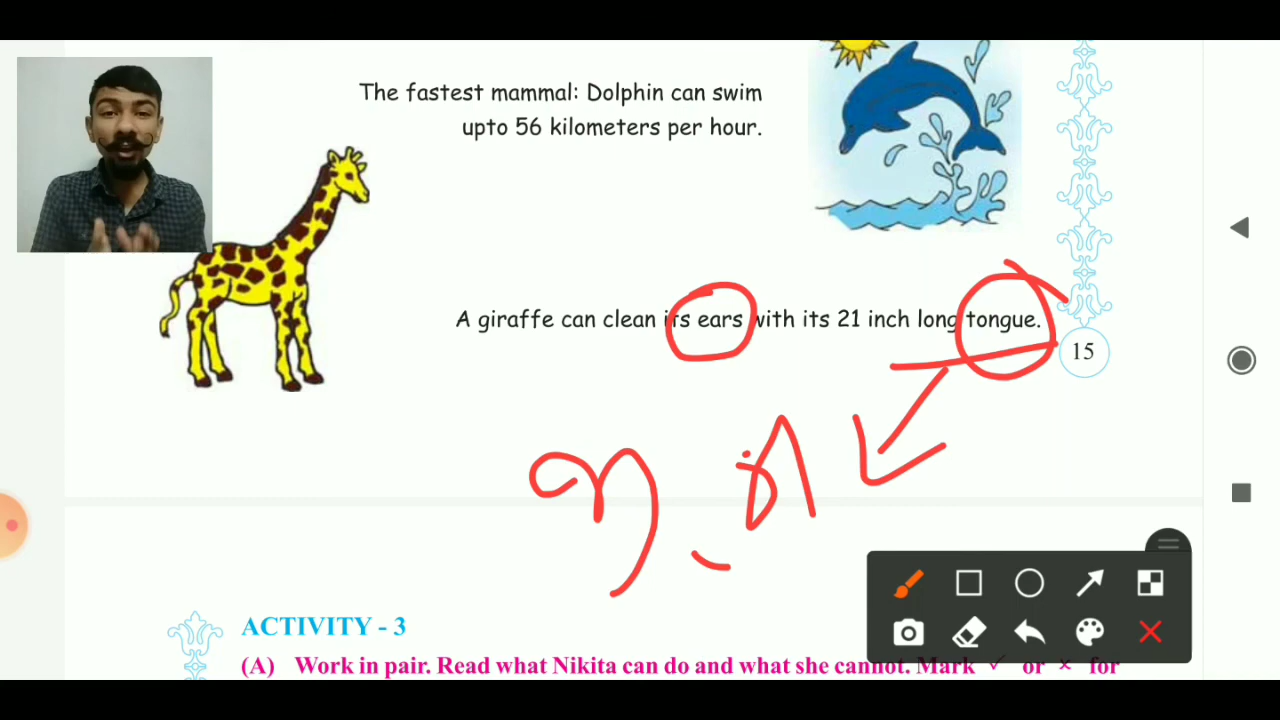 The fastest mammal: Dolphin can swim
upto 56 kilometers per hour.
A giraffe can clean its ears with its 21 inch long tongue.
15
ACTIVITY - 3
(A) Work in pair. Read what Nikita can do and what she cannot. Mark ✓ or × for